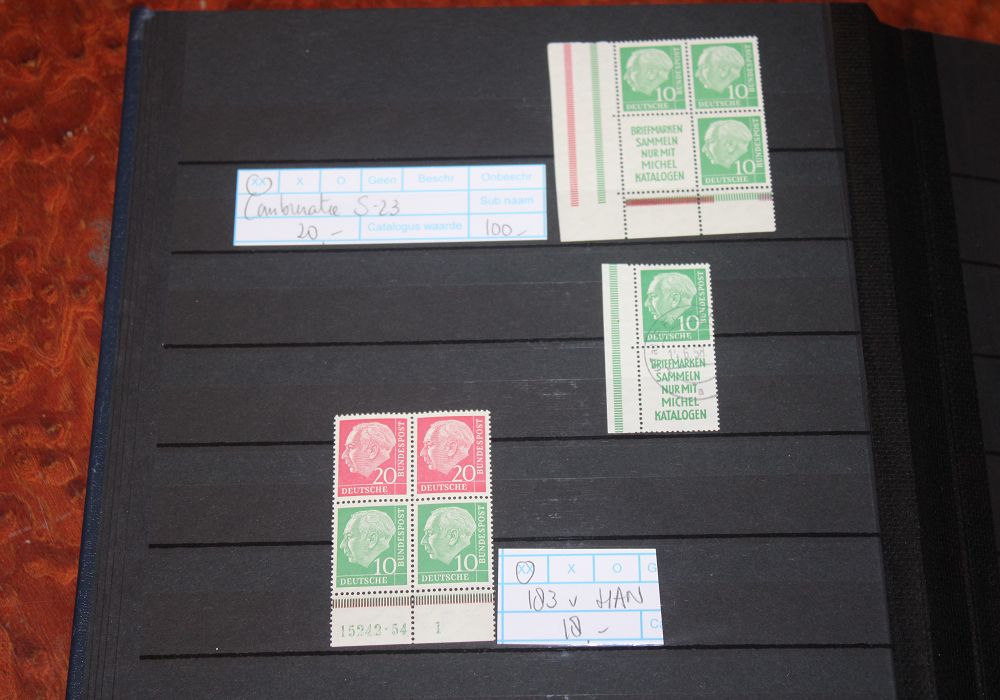 10 BUNDESPOST
DEUTSCHE
10 BUNDESPOST
DEUTSCHE
BRIEFMARKEN
SAMMELN
NUR MIT
MICHEL
KATALOGEN
10 BUNDESPOST
DEUTSCHE
XX X O Geen Beschr Onbeschr
Combinatie S-23
Sub naam
20,- Catalogus waarde 100,-
10 BUNDESPOST
DEUTSCHE
BRIEFMARKEN
SAMMELN
NUR MIT
MICHEL
KATALOGEN
20 BUNDESPOST
DEUTSCHE
20 BUNDESPOST
DEUTSCHE
10 BUNDESPOST
DEUTSCHE
10 BUNDESPOST
DEUTSCHE
15242·54 1
XX X O G
183 v HAN
18,-